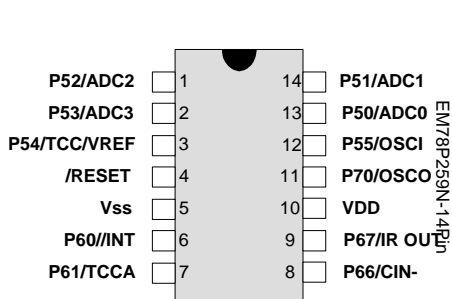 P52/ADC2 1 14 P51/ADC1
P53/ADC3 2 13 P50/ADC0
P54/TCC/VREF 3 12 P55/OSCI
/RESET 4 11 P70/OSCO
Vss 5 10 VDD
P60//INT 6 9 P67/IR OUT
P61/TCCA 7 8 P66/CIN-
EM78P259N-14Pin